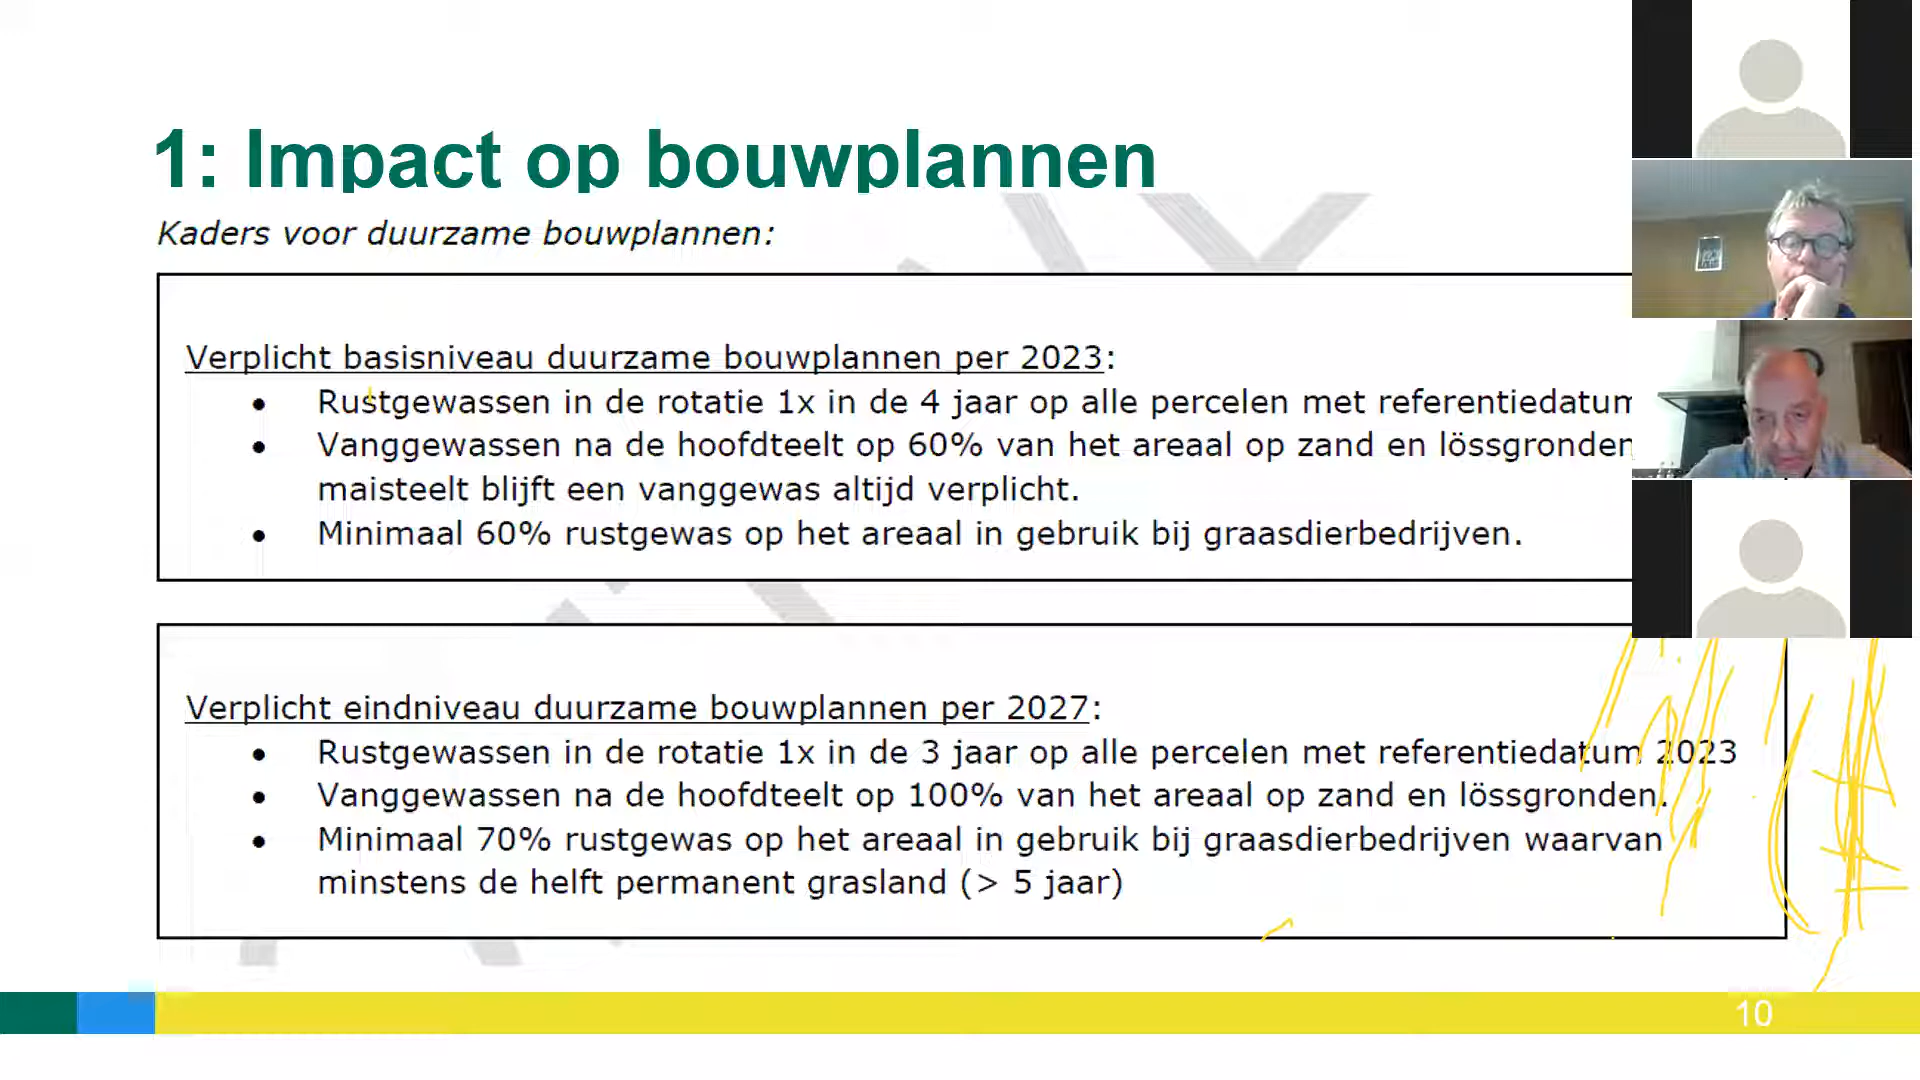 1: Impact op bouwplannen
Kaders voor duurzame bouwplannen:
Verplicht basisniveau duurzame bouwplannen per 2023:
• Rustgewassen in de rotatie 1x in de 4 jaar op alle percelen met referentiedatum
• Vanggewassen na de hoofdteelt op 60% van het areaal op zand en lössgronden
maisteelt blijft een vanggewas altijd verplicht.
• Minimaal 60% rustgewas op het areaal in gebruik bij graasdierbedrijven.
Verplicht eindniveau duurzame bouwplannen per 2027:
• Rustgewassen in de rotatie 1x in de 3 jaar op alle percelen met referentiedatum 2023
• Vanggewassen na de hoofdteelt op 100% van het areaal op zand en lössgronden.
• Minimaal 70% rustgewas op het areaal in gebruik bij graasdierbedrijven waarvan
minstens de helft permanent grasland (> 5 jaar)
10